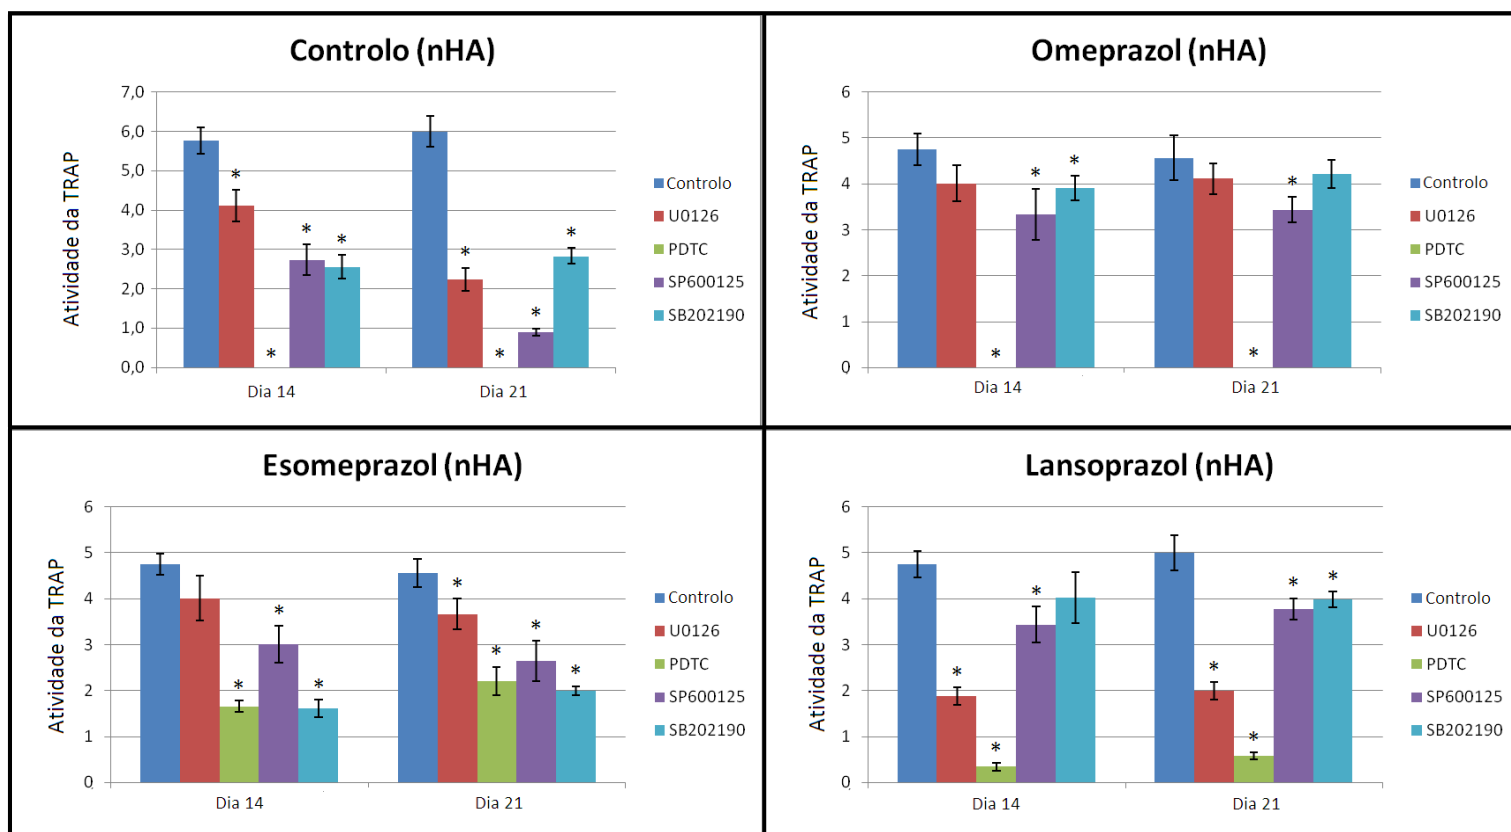 Controlo (nHA)
Atividade da TRAP
7,0
6,0
5,0
4,0
3,0
2,0
1,0
0,0
*
*
*
*
*
*
*
*
Dia 14
Dia 21
Controlo
U0126
PDTC
SP600125
SB202190
Omeprazol (nHA)
Atividade da TRAP
6
5
4
3
2
1
0
*
*
*
*
*
Dia 14
Dia 21
Controlo
U0126
PDTC
SP600125
SB202190
Esomeprazol (nHA)
Atividade da TRAP
6
5
4
3
2
1
0
*
*
*
*
*
*
*
Dia 14
Dia 21
Controlo
U0126
PDTC
SP600125
SB202190
Lansoprazol (nHA)
Atividade da TRAP
6
5
4
3
2
1
0
*
*
*
*
*
*
*
Dia 14
Dia 21
Controlo
U0126
PDTC
SP600125
SB202190